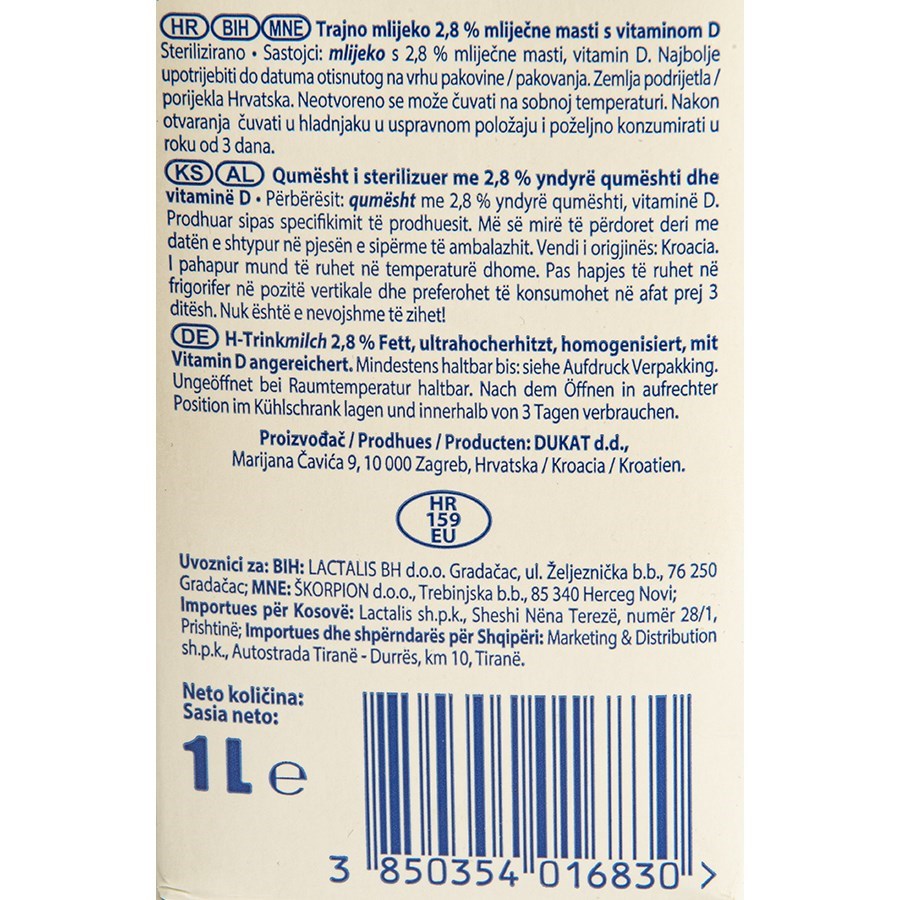 HR BIH MNE Trajno mlijeko 2,8 % mliječne masti s vitaminom D
Sterilizirano • Sastojci: mlijeko s 2,8 % mliječne masti, vitamin D. Najbolje
upotrijebiti do datuma otisnutog na vrhu pakovine / pakovanja. Zemlja podrijetla /
porijekla Hrvatska. Neotvoreno se može čuvati na sobnoj temperaturi. Nakon
otvaranja čuvati u hladnjaku u uspravnom položaju i poželjno konzumirati u
roku od 3 dana.
KS AL Qumësht i sterilizuer me 2,8 % yndyrë qumështi dhe
vitaminë D • Përbërësit: qumësht me 2,8 % yndyrë qumështi, vitaminë D.
Prodhuar sipas specifikimit të prodhuesit. Më së mirë të përdoret deri me
datën e shtypur në pjesën e sipërme të ambalazhit. Vendi i origjinës: Kroacia.
I pahapur mund të ruhet në temperaturë dhome. Pas hapjes të ruhet në
frigorifer në pozitë vertikale dhe preferohet të konsumohet në afat prej 3
ditësh. Nuk është e nevojshme të zihet!
DE H-Trinkmilch 2,8 % Fett, ultrahocherhitzt, homogenisiert, mit
Vitamin D angereichert. Mindestens haltbar bis: siehe Aufdruck Verpakking.
Ungeöffnet bei Raumtemperatur haltbar. Nach dem Öffnen in aufrechter
Position im Kühlschrank lagen und innerhalb von 3 Tagen verbrauchen.
Proizvođač / Prodhues / Producten: DUKAT d.d.,
Marijana Čavića 9, 10 000 Zagreb, Hrvatska / Kroacia / Kroatien.
HR
159
EU
Uvoznici za: BIH: LACTALIS BH d.o.o. Gradačac, ul. Željeznička b.b., 76 250
Gradačac; MNE: ŠKORPION d.o.o., Trebinjska b.b., 85 340 Herceg Novi;
Importues për Kosovë: Lactalis sh.p.k., Sheshi Nëna Terezë, numër 28/1,
Prishtinë; Importues dhe shpërndarës për Shqipëri: Marketing & Distribution
sh.p.k., Autostrada Tiranë - Durrës, km 10, Tiranë.
Neto količina:
Sasia neto:
1L e
3 850354 016830 >